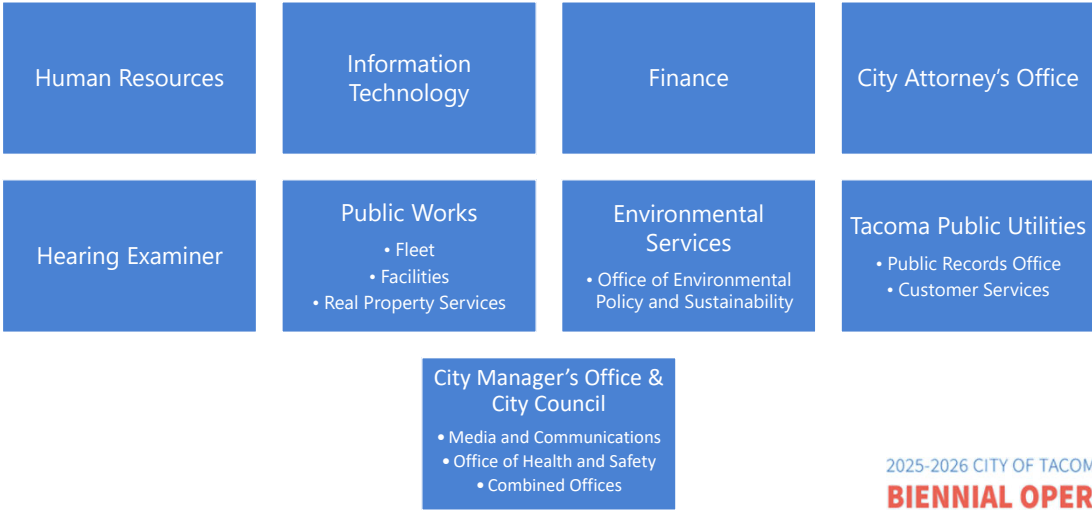 Human Resources
Information
Technology
Finance
City Attorney's Office
Hearing Examiner
Public Works
• Fleet
• Facilities
• Real Property Services
Environmental
Services
• Office of Environmental
Policy and Sustainability
Tacoma Public Utilities
• Public Records Office
• Customer Services
City Manager's Office &
City Council
• Media and Communications
• Office of Health and Safety
• Combined Offices
2025-2026 CITY OF TACOM
BIENNIAL OPER